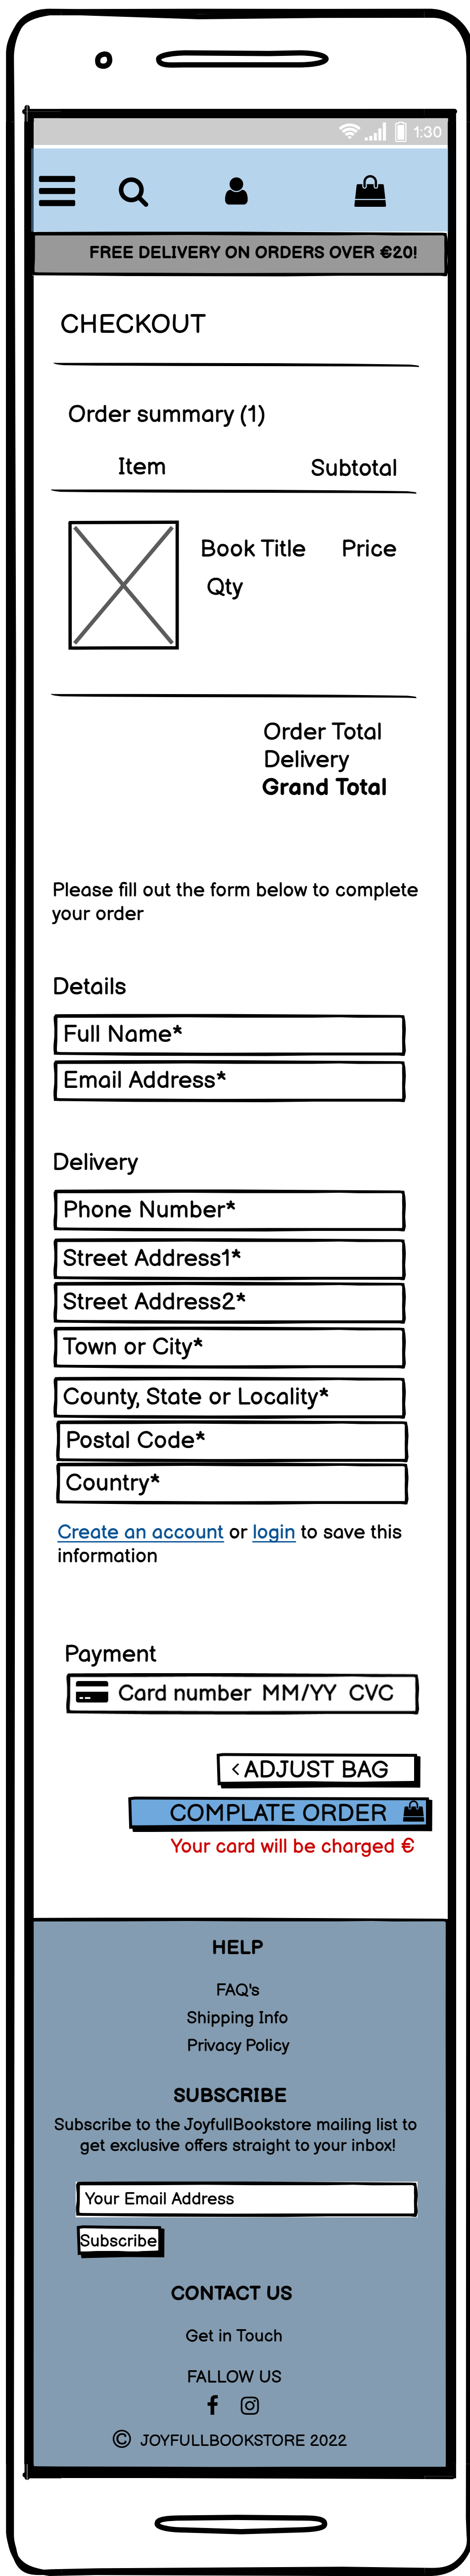 1:30
FREE DELIVERY ON ORDERS OVER €20!
CHECKOUT
Order summary (1)
Item Subtotal
Book Title Price
Qty
Order Total
Delivery
Grand Total
Please fill out the form below to complete
your order
Details
Full Name*
Email Address*
Delivery
Phone Number*
Street Address1*
Street Address2*
Town or City*
County, State or Locality*
Postal Code*
Country*
Create an account or login to save this
information
Payment
Card number MM/YY CVC
< ADJUST BAG
COMPLATE ORDER
Your card will be charged €
HELP
FAQ's
Shipping Info
Privacy Policy
SUBSCRIBE
Subscribe to the JoyfullBookstore mailing list to
get exclusive offers straight to your inbox!
Your Email Address
Subscribe
CONTACT US
Get in Touch
FALLOW US
© JOYFULLBOOKSTORE 2022